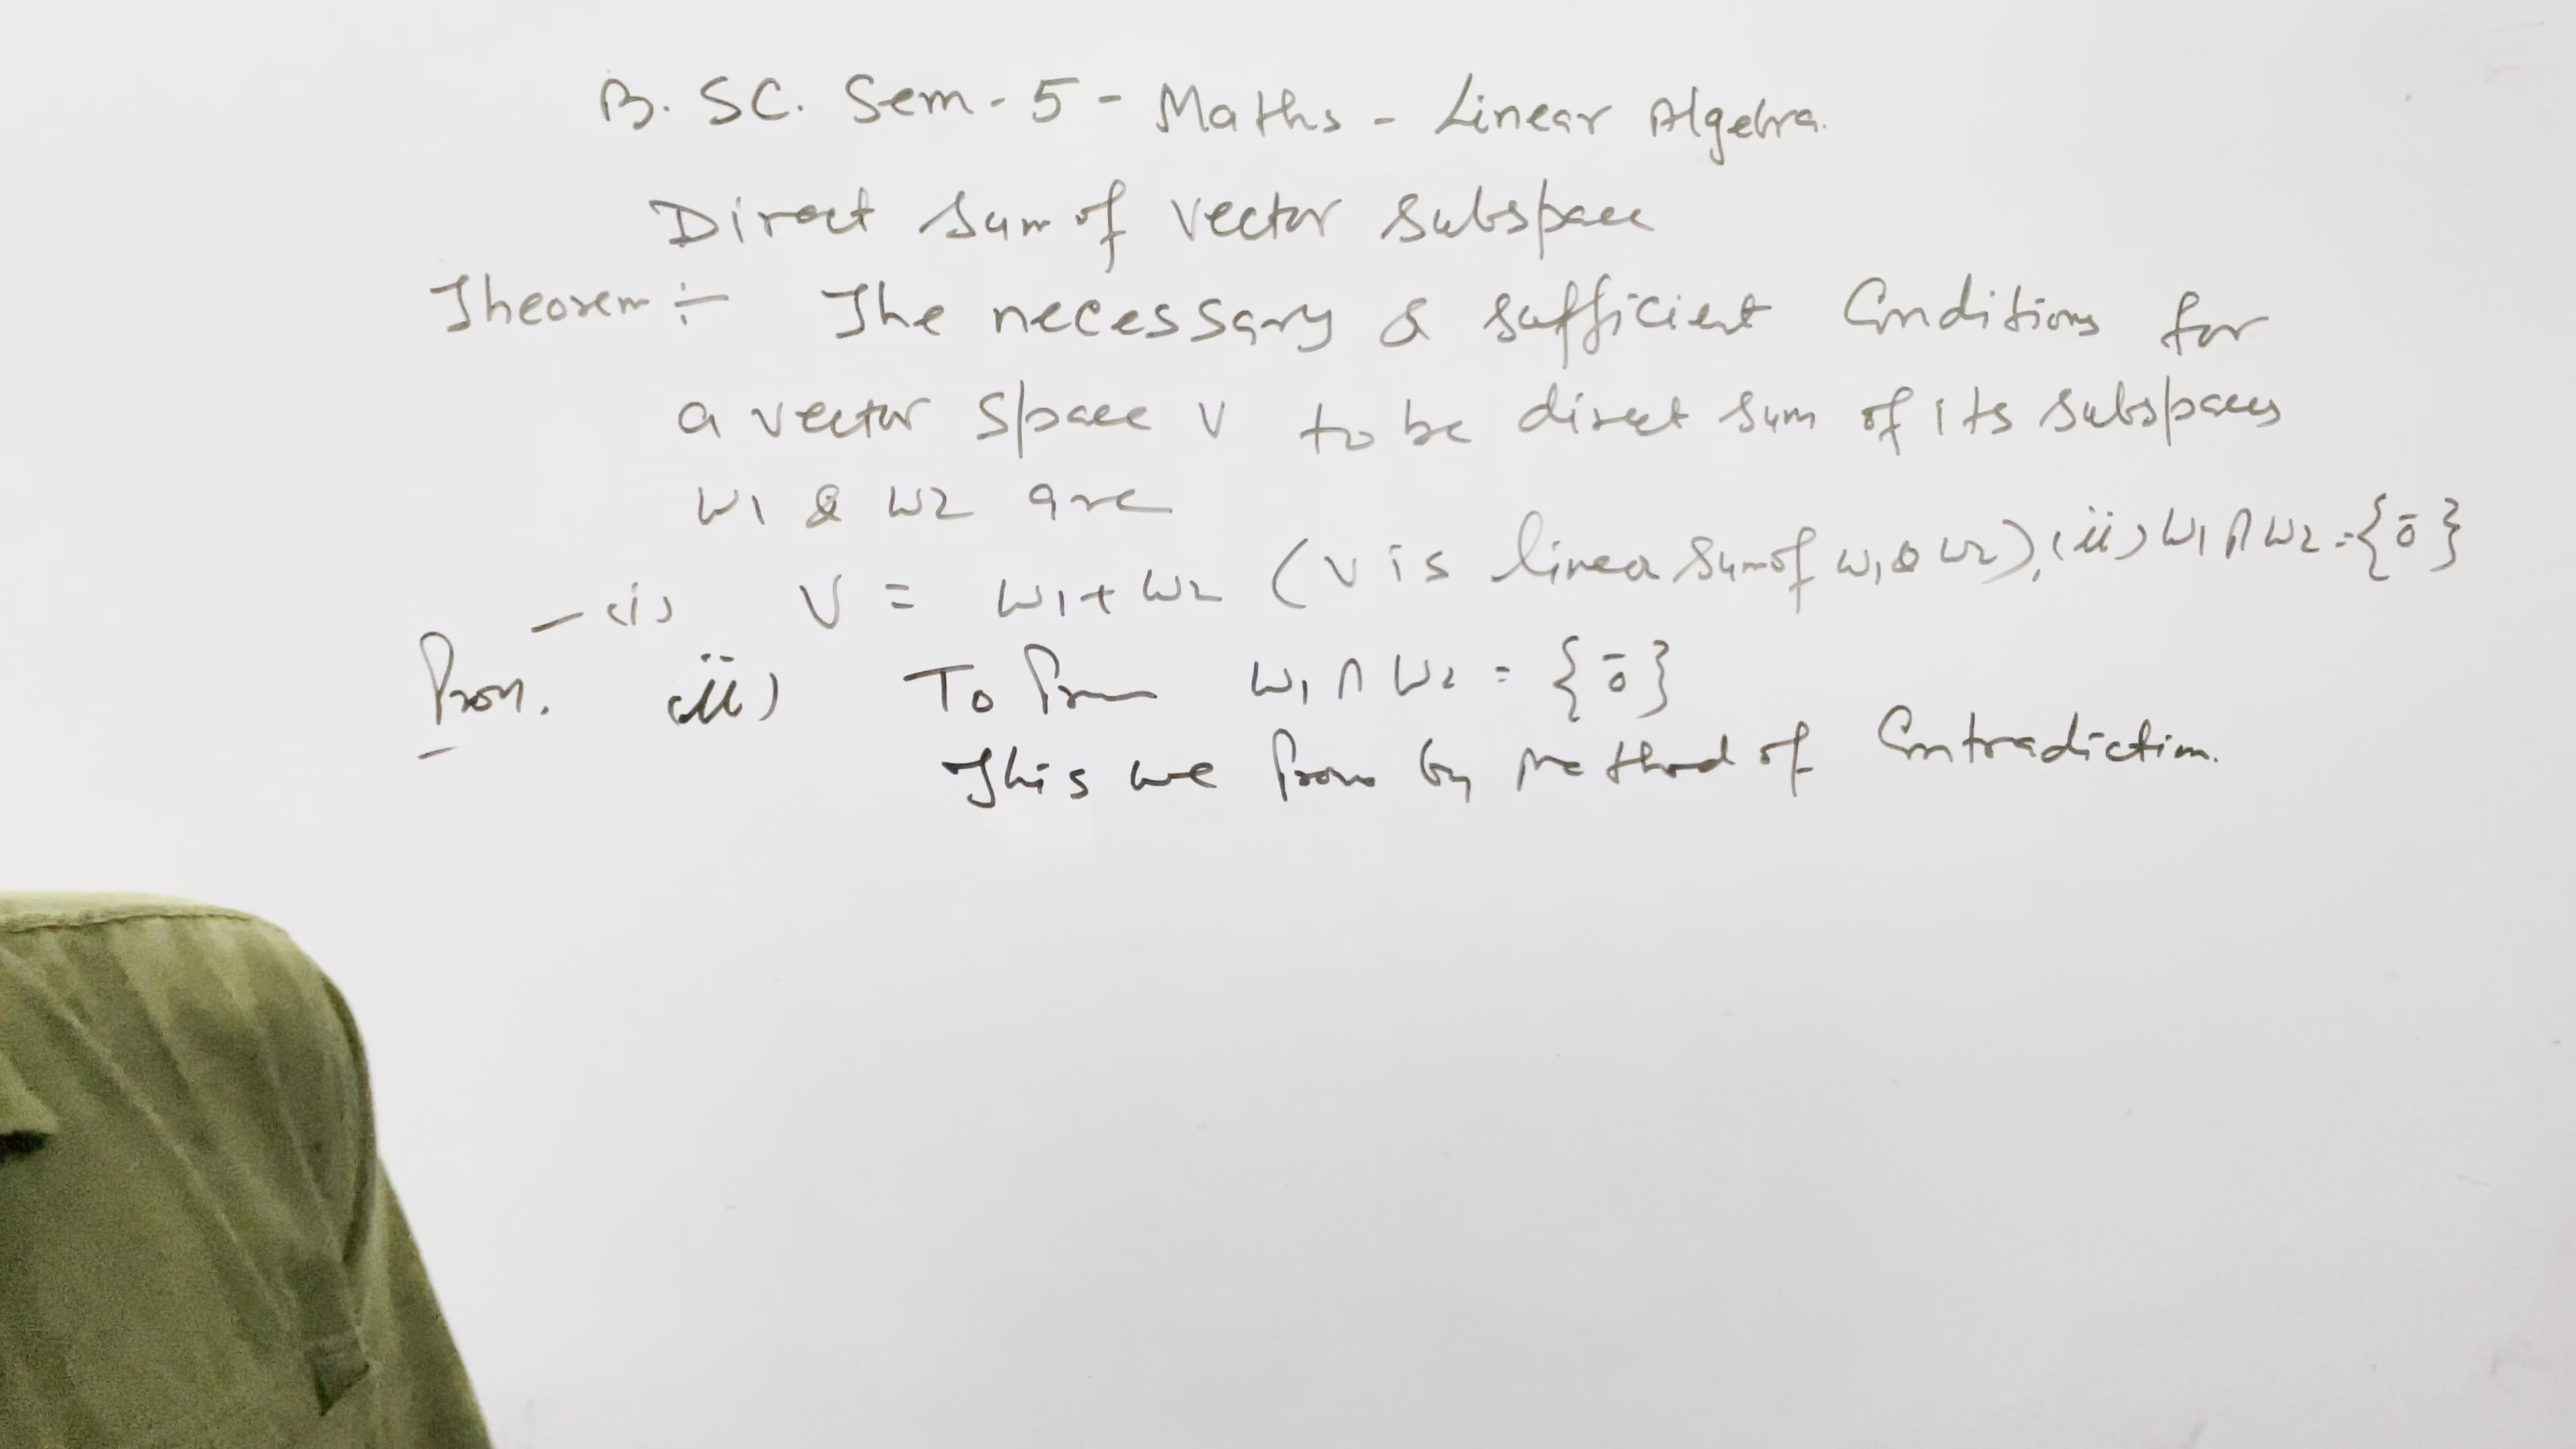 B. SC. Sem - 5 - Maths - Linear Algebra.
Direct Sum of Vector Subspace
Theorem ÷ The necessary & sufficient Conditions for
a vector space V to be direct sum of its subspaces
W1 & W2 are
(i) V = W1 + W2 (V is linear sum of W1 & W2), (ii) W1 ∩ W2 = {ō}
(ii) To Prove W1 ∩ W2 = {ō}
This we Prove by Method of Contradiction.